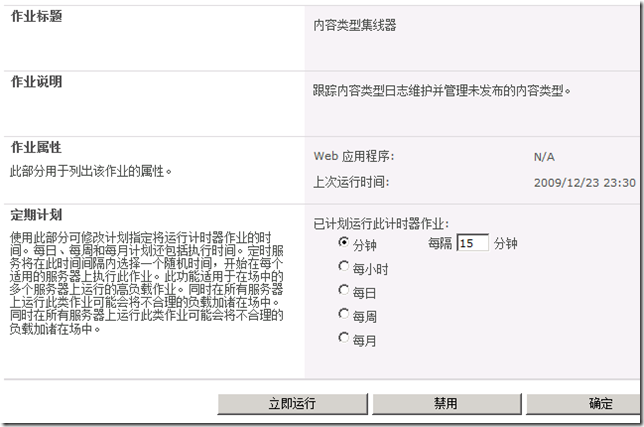 作业标题
内容类型集线器
作业说明
跟踪内容类型日志维护并管理未发布的内容类型。
作业属性
此部分用于列出该作业的属性。
Web 应用程序: N/A
上次运行时间: 2009/12/23 23:30
定期计划
使用此部分可修改计划指定将运行计时器作业的时
间。每日、每周和每月计划还包括执行时间。定时服
务将在此时间间隔内选择一个随机时间，开始在每个
适用的服务器上执行此作业。此功能适用于在场中的
多个服务器上运行的高负载作业。同时在所有服务器
上运行此类作业可能会将不合理的负载加诸在场中。
同时在所有服务器上运行此类作业可能会将不合理的
负载加诸在场中。
已计划运行此计时器作业:
分钟 每隔 15 分钟
每小时
每日
每周
每月
立即运行 禁用 确定